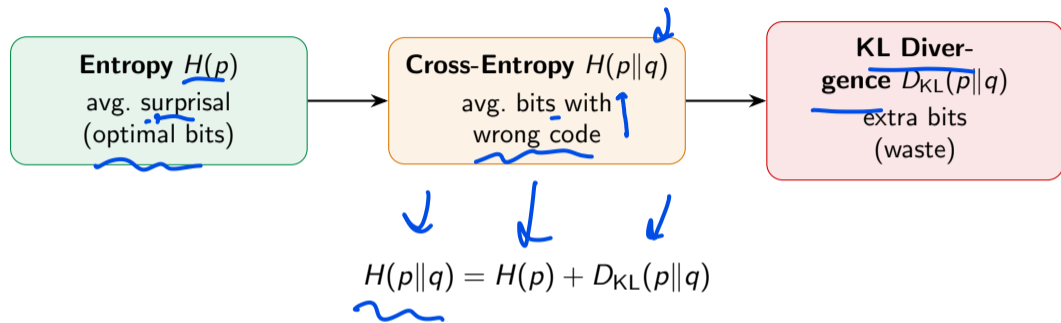 Entropy H(p)
avg. surprisal
(optimal bits)
Cross-Entropy H(p∥q)
avg. bits with
wrong code
KL Diver-
gence D_KL(p∥q)
extra bits
(waste)
H(p∥q) = H(p) + D_KL(p∥q)